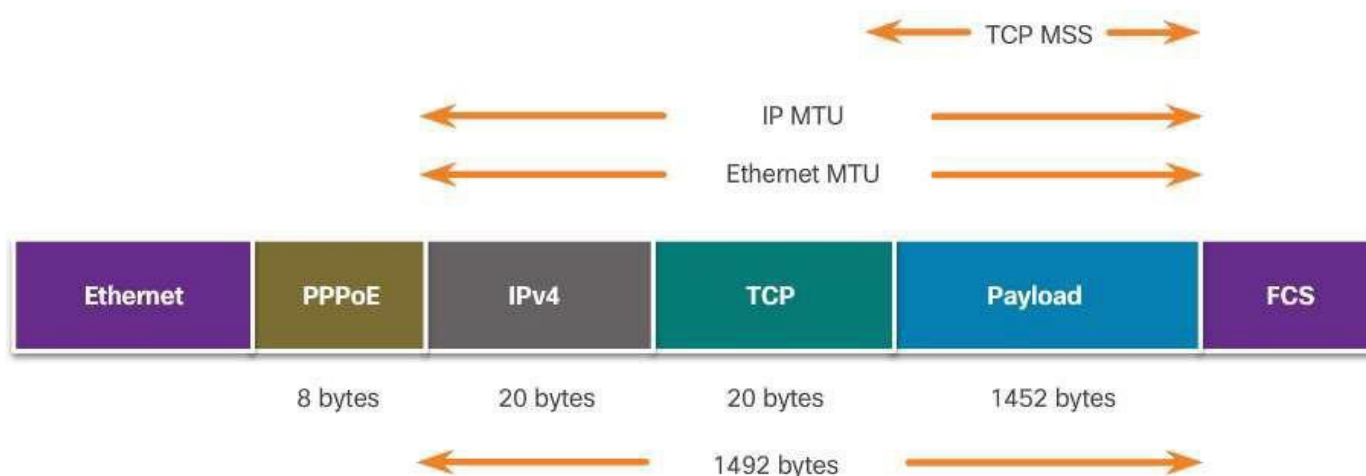 TCP MSS
IP MTU
Ethernet MTU
Ethernet PPPoE IPv4 TCP Payload FCS
8 bytes 20 bytes 20 bytes 1452 bytes
1492 bytes